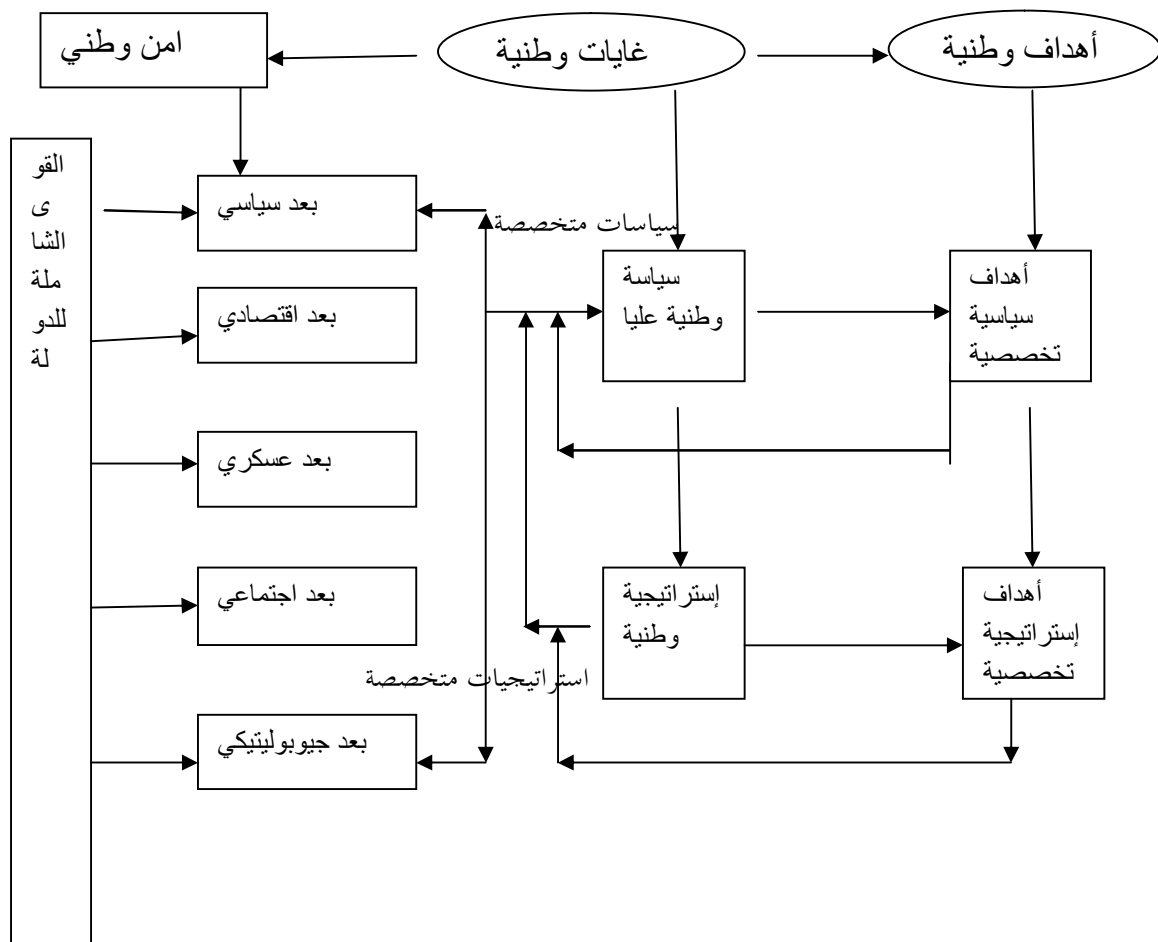 أهداف وطنية
غايات وطنية
امن وطني
القو
ى
الشا
ملة
للدو
لة
بعد سياسي
سياسات متخصصة
سياسة
وطنية عليا
أهداف
سياسية
تخصصية
بعد اقتصادي
بعد عسكري
بعد اجتماعي
إستراتيجية
وطنية
أهداف
إستراتيجية
تخصصية
استراتيجيات متخصصة
بعد جيوبوليتيكي